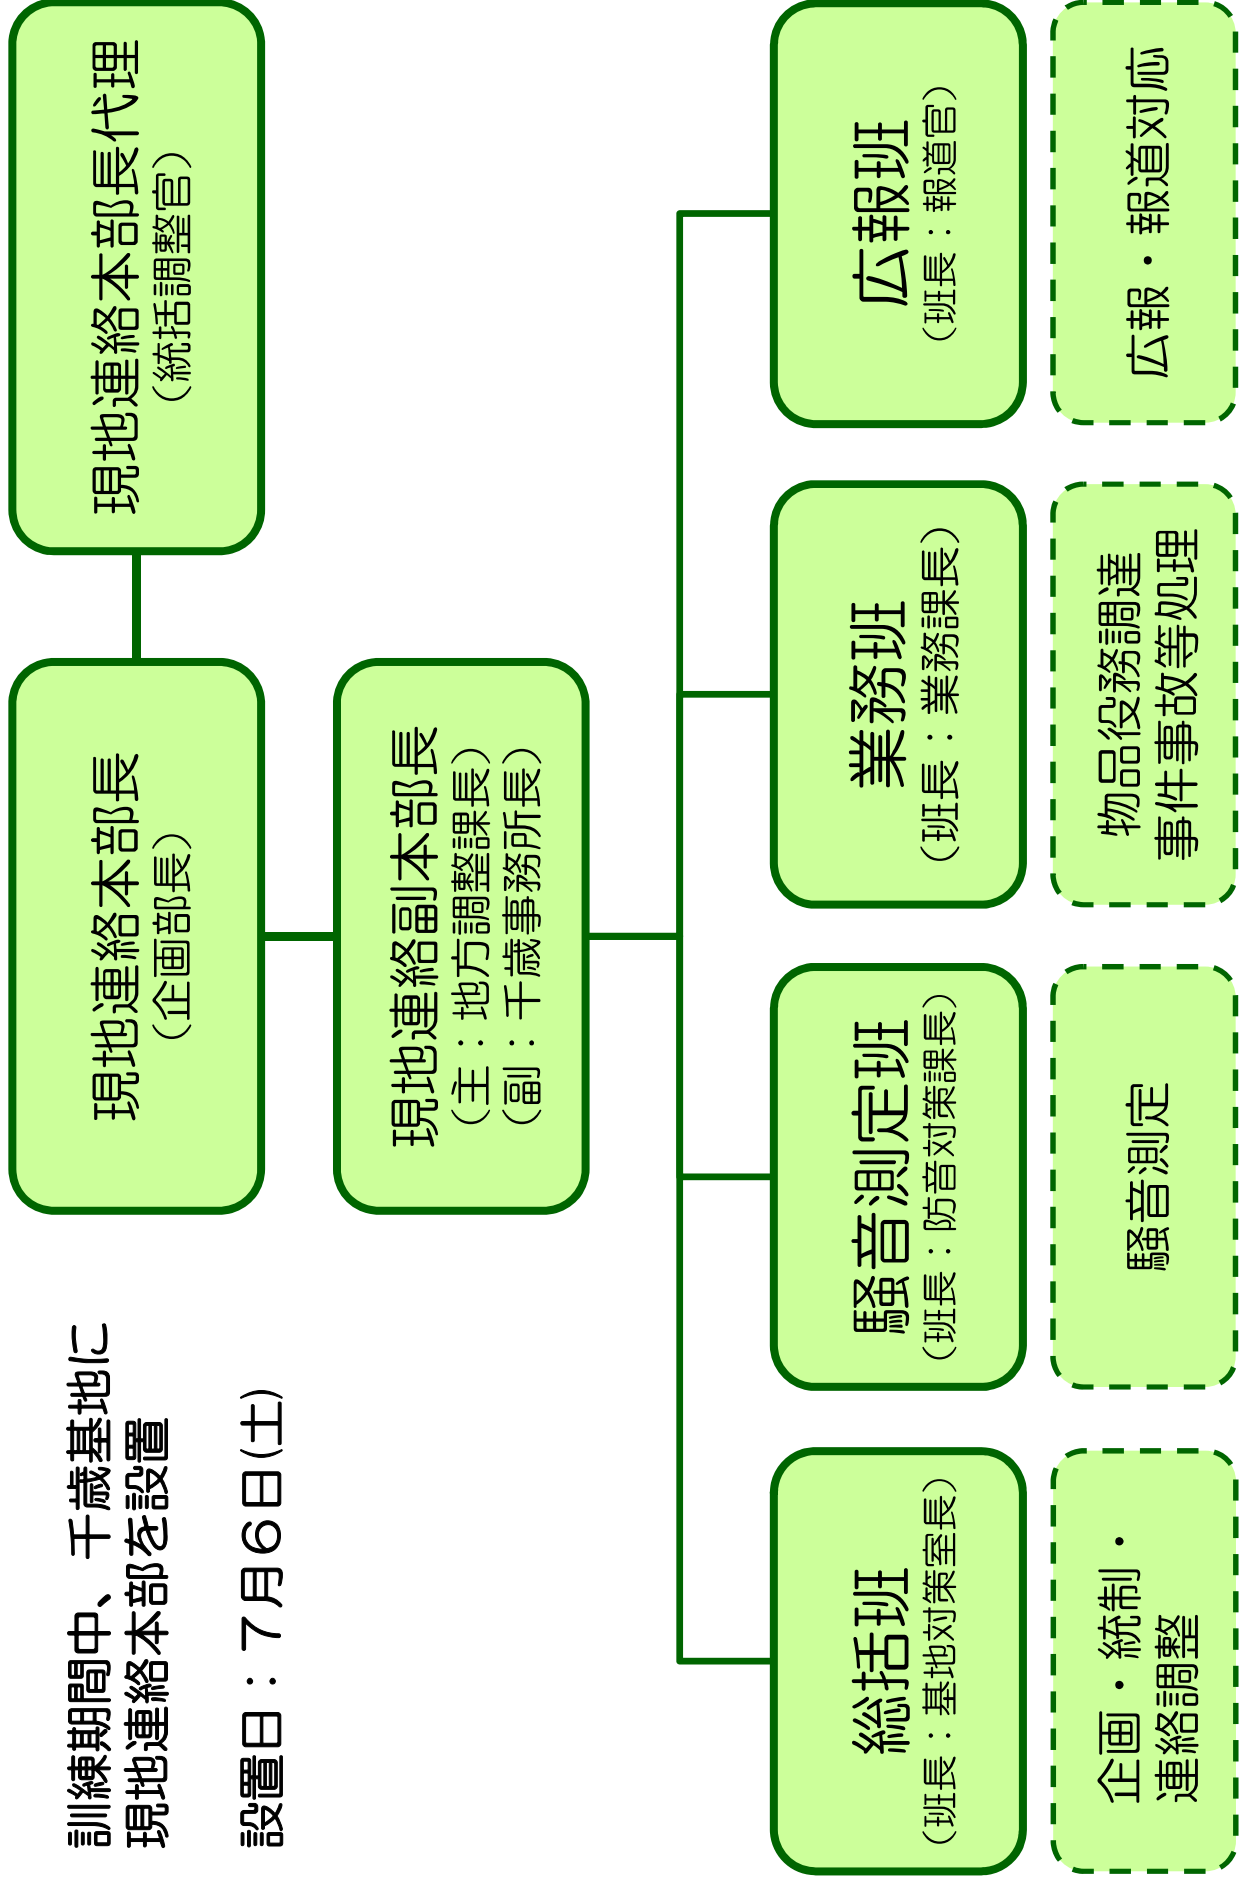 訓練期間中、千歳基地に
現地連絡本部を設置
設置日：７月６日(土)
現地連絡本部長
（企画部長）
現地連絡本部長代理
（統括調整官）
現地連絡副本部長
（主：地方調整課長）
（副：千歳事務所長）
総括班
（班長：基地対策室長）
騒音測定班
（班長：防音対策課長）
業務班
（班長：業務課長）
広報班
（班長：報道官）
企画・統制・
連絡調整
騒音測定
物品役務調達
事件事故等処理
広報・報道対応